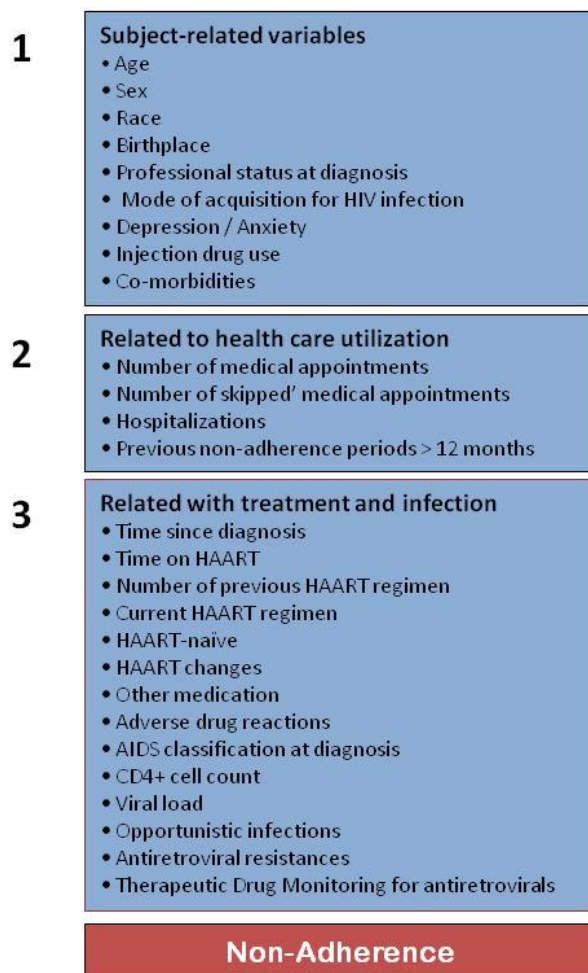 1
Subject-related variables
• Age
• Sex
• Race
• Birthplace
• Professional status at diagnosis
• Mode of acquisition for HIV infection
• Depression / Anxiety
• Injection drug use
• Co-morbidities
2
Related to health care utilization
• Number of medical appointments
• Number of skipped’ medical appointments
• Hospitalizations
• Previous non-adherence periods > 12 months
3
Related with treatment and infection
• Time since diagnosis
• Time on HAART
• Number of previous HAART regimen
• Current HAART regimen
• HAART-naïve
• HAART changes
• Other medication
• Adverse drug reactions
• AIDS classification at diagnosis
• CD4+ cell count
• Viral load
• Opportunistic infections
• Antiretroviral resistances
• Therapeutic Drug Monitoring for antiretrovirals
Non-Adherence